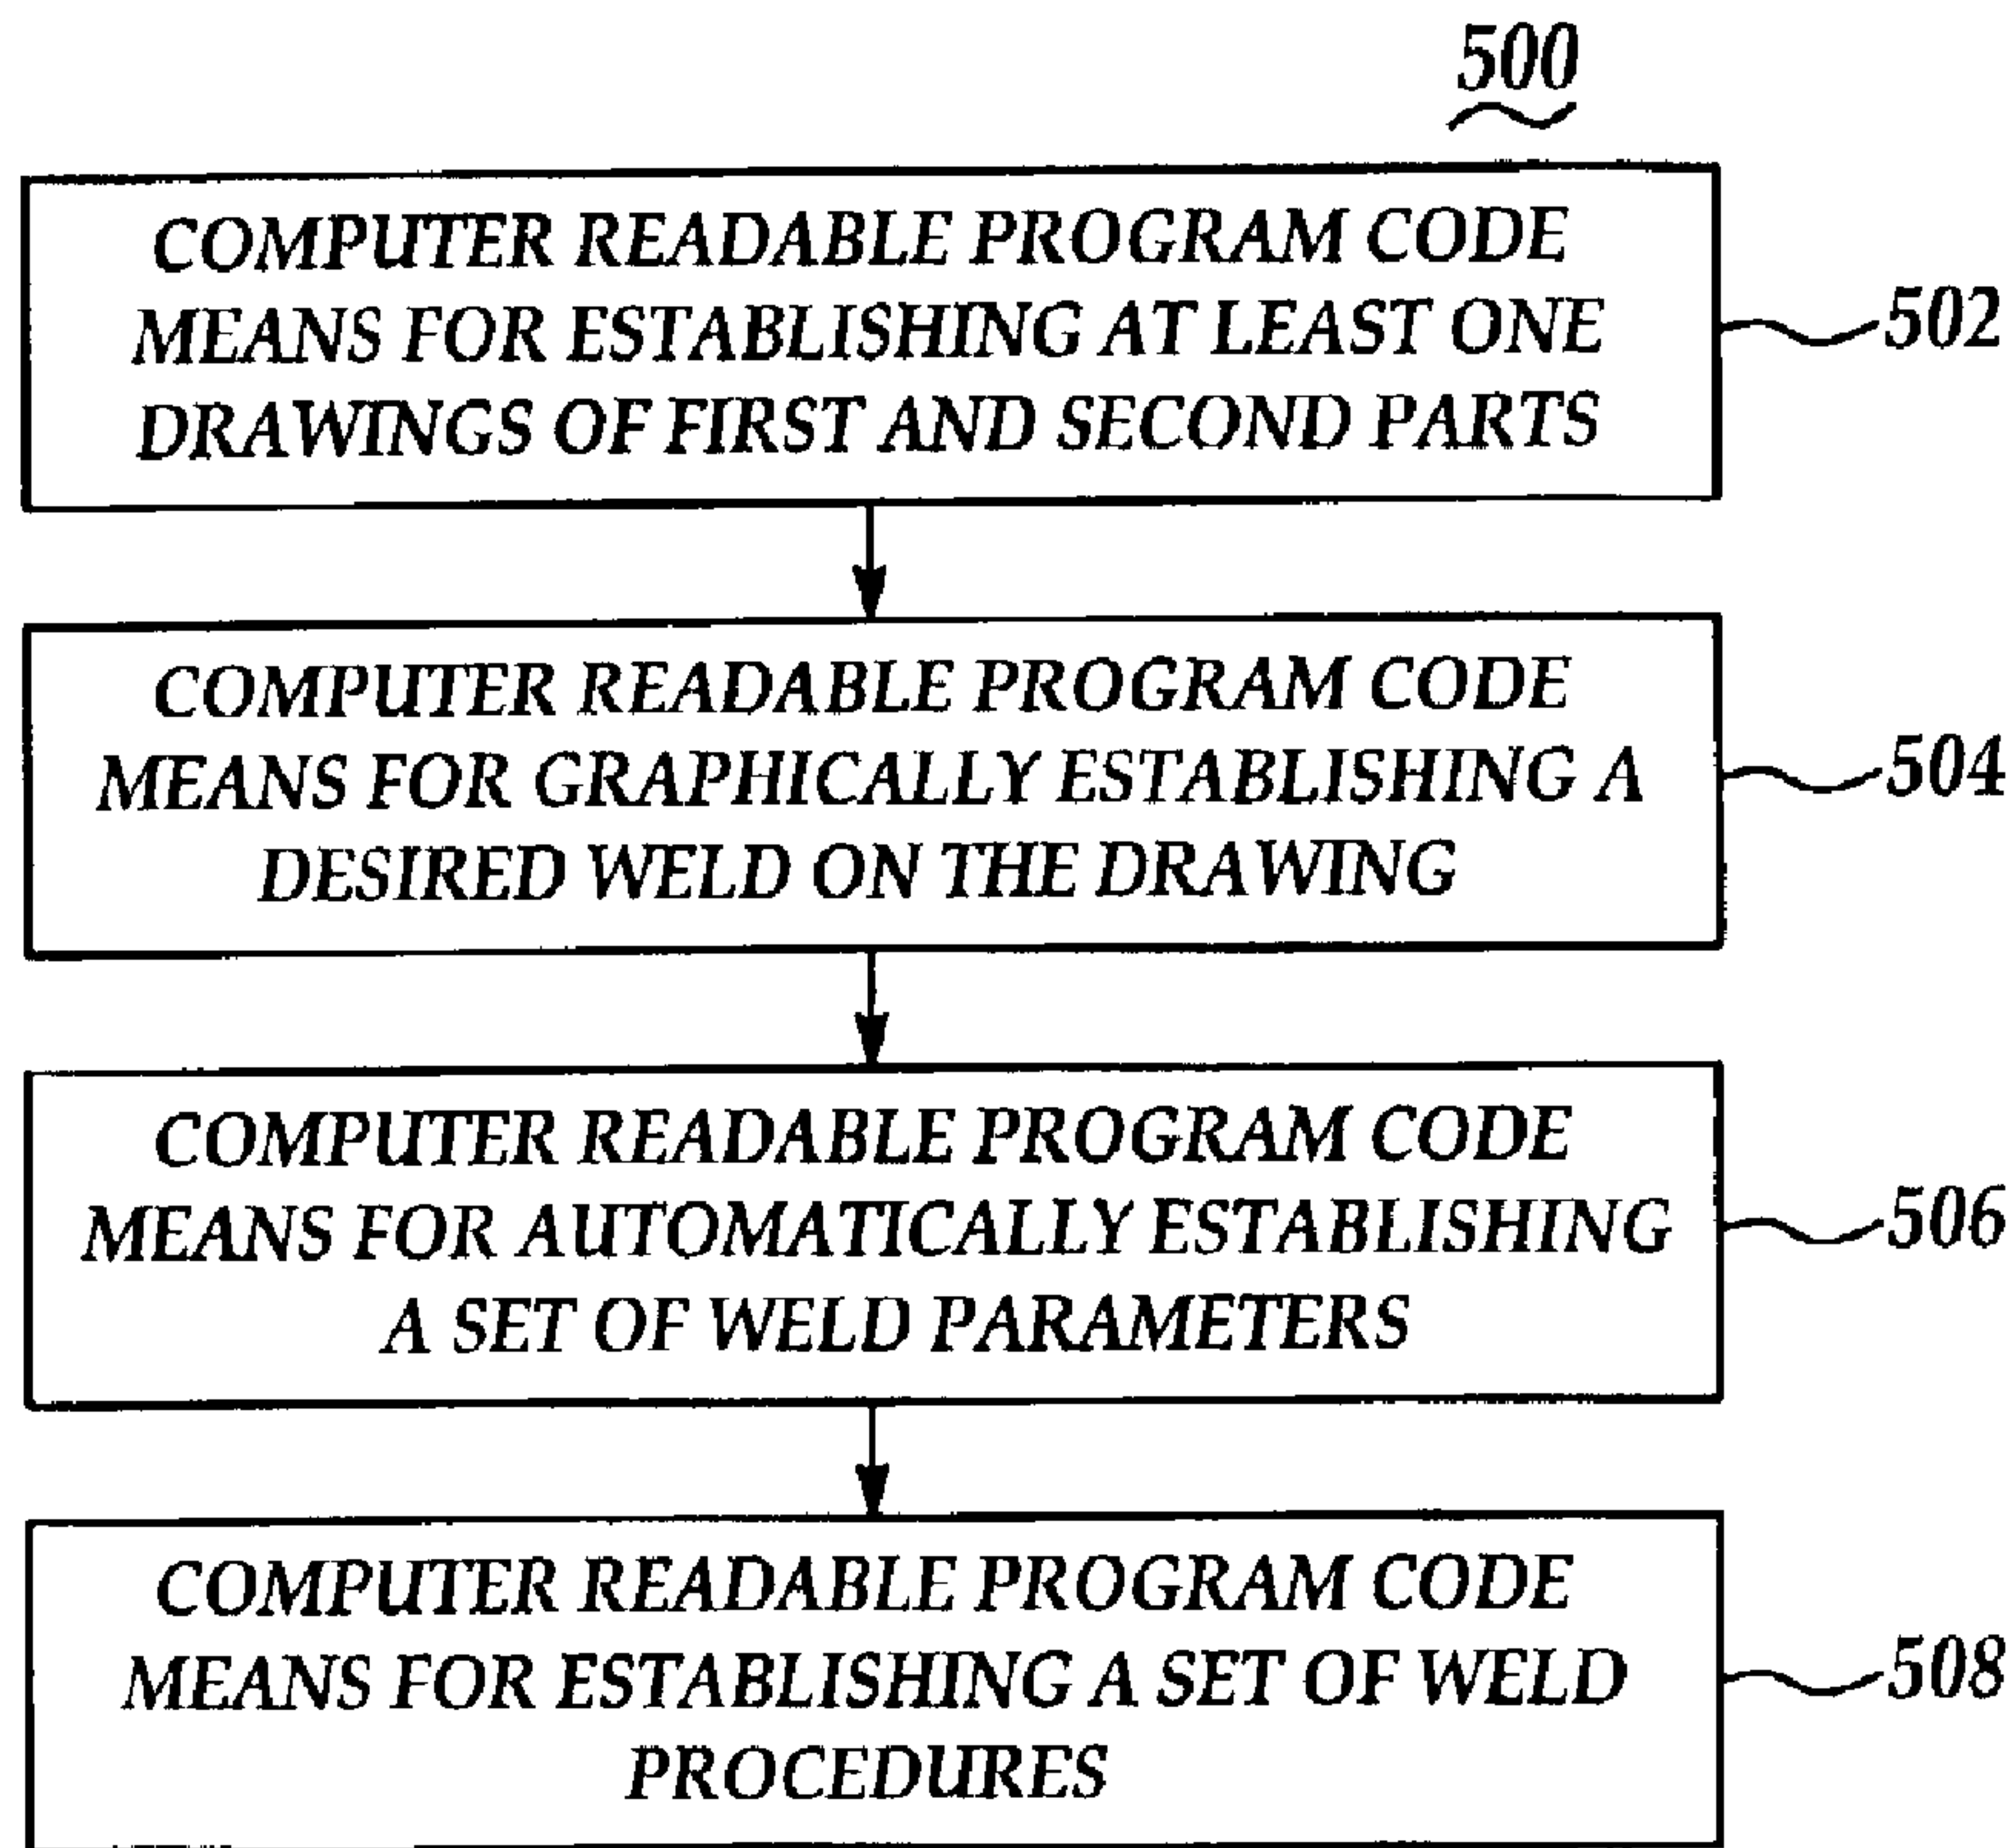 500
COMPUTER READABLE PROGRAM CODE
MEANS FOR ESTABLISHING AT LEAST ONE
DRAWINGS OF FIRST AND SECOND PARTS
502
COMPUTER READABLE PROGRAM CODE
MEANS FOR GRAPHICALLY ESTABLISHING A
DESIRED WELD ON THE DRAWING
504
COMPUTER READABLE PROGRAM CODE
MEANS FOR AUTOMATICALLY ESTABLISHING
A SET OF WELD PARAMETERS
506
COMPUTER READABLE PROGRAM CODE
MEANS FOR ESTABLISHING A SET OF WELD
PROCEDURES
508